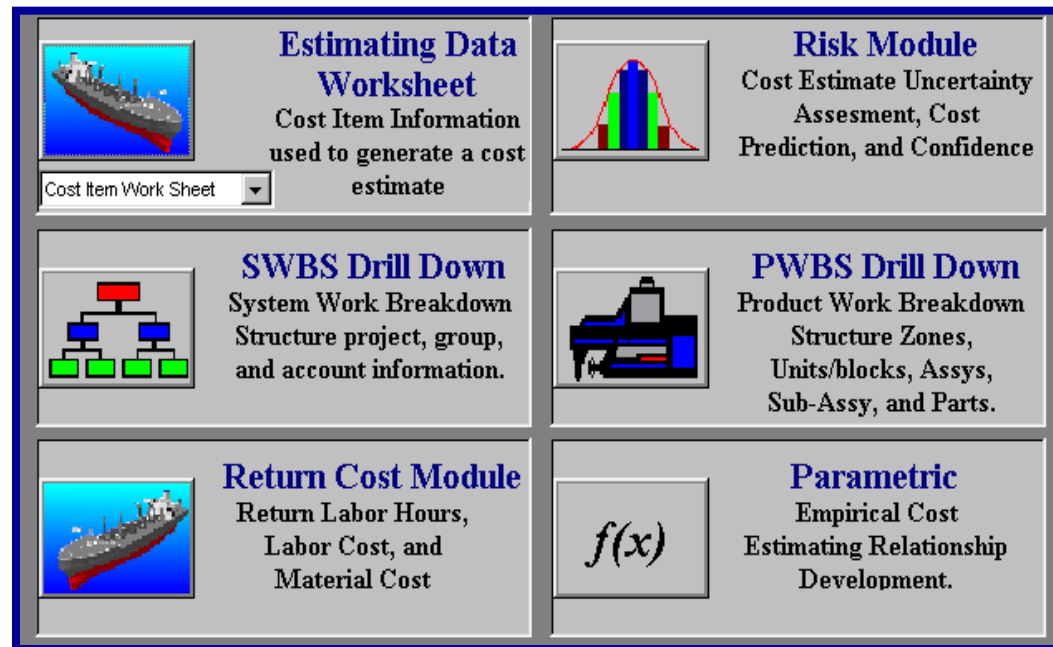 Estimating Data
Worksheet
Cost Item Information
used to generate a cost
estimate
Cost Item Work Sheet
Risk Module
Cost Estimate Uncertainty
Assesment, Cost
Prediction, and Confidence
SWBS Drill Down
System Work Breakdown
Structure project, group,
and account information.
PWBS Drill Down
Product Work Breakdown
Structure Zones,
Units/blocks, Assys,
Sub-Assy, and Parts.
Return Cost Module
Return Labor Hours,
Labor Cost, and
Material Cost
f(x)
Parametric
Empirical Cost
Estimating Relationship
Development.